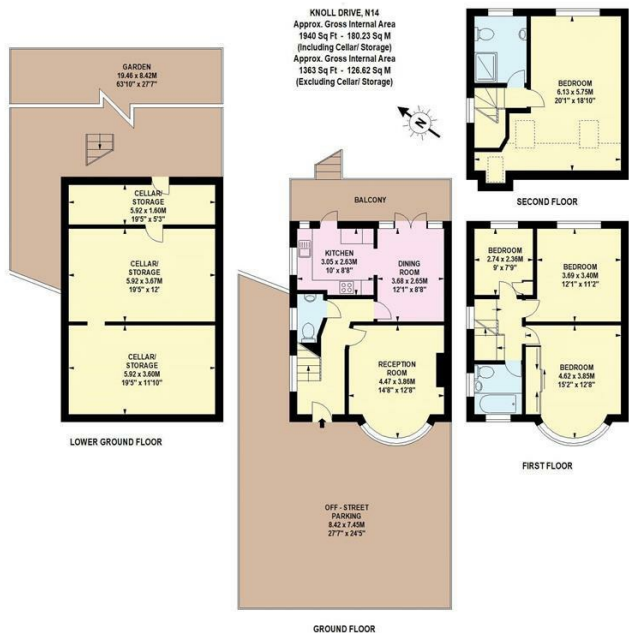 KNOLL DRIVE, N14
Approx. Gross Internal Area
1940 Sq Ft - 180.23 Sq M
(Including Cellar/ Storage)
Approx. Gross Internal Area
1363 Sq Ft - 126.62 Sq M
(Excluding Cellar/ Storage)
N
GARDEN
19.46 x 8.42M
63'10" x 27'7"
CELLAR/
STORAGE
5.92 x 1.60M
19'5" x 5'3"
CELLAR/
STORAGE
5.92 x 3.67M
19'5" x 12'
CELLAR/
STORAGE
5.92 x 3.60M
19'5" x 11'10"
LOWER GROUND FLOOR
BALCONY
KITCHEN
3.05 x 2.63M
10' x 8'8"
DINING
ROOM
3.68 x 2.65M
12'1" x 8'8"
RECEPTION
ROOM
4.47 x 3.86M
14'8" x 12'8"
OFF - STREET
PARKING
8.42 x 7.45M
27'7" x 24'5"
GROUND FLOOR
BEDROOM
6.13 x 5.75M
20'1" x 18'10"
SECOND FLOOR
BEDROOM
2.74 x 2.36M
9' x 7'9"
BEDROOM
3.69 x 3.40M
12'1" x 11'2"
BEDROOM
4.62 x 3.85M
15'2" x 12'8"
FIRST FLOOR